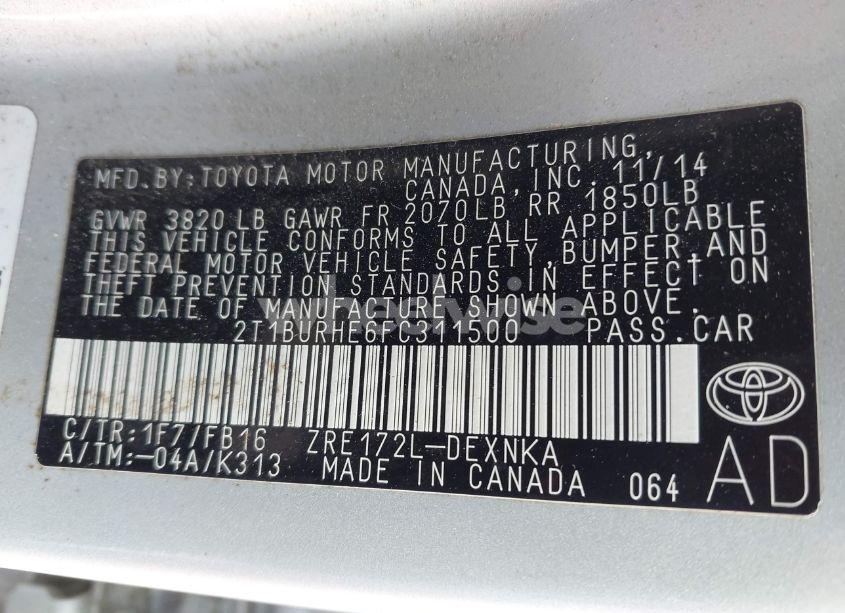 MFD.BY:TOYOTA MOTOR MANUFACTURING,
CANADA,INC. 11/14
GVWR 3820 LB GAWR FR 2070LB RR 1850LB
THIS VEHICLE CONFORMS TO ALL APPLICABLE
FEDERAL MOTOR VEHICLE SAFETY,BUMPER,AND
THEFT PREVENTION STANDARDS IN EFFECT ON
THE DATE OF MANUFACTURE SHOWN ABOVE.
2T1BURHE6FC311500 PASS.CAR
wheelwise
C/TR:1F7/FB16 ZRE172L-DEXNKA
A/TM:-04A/K313 MADE IN CANADA 064 AD